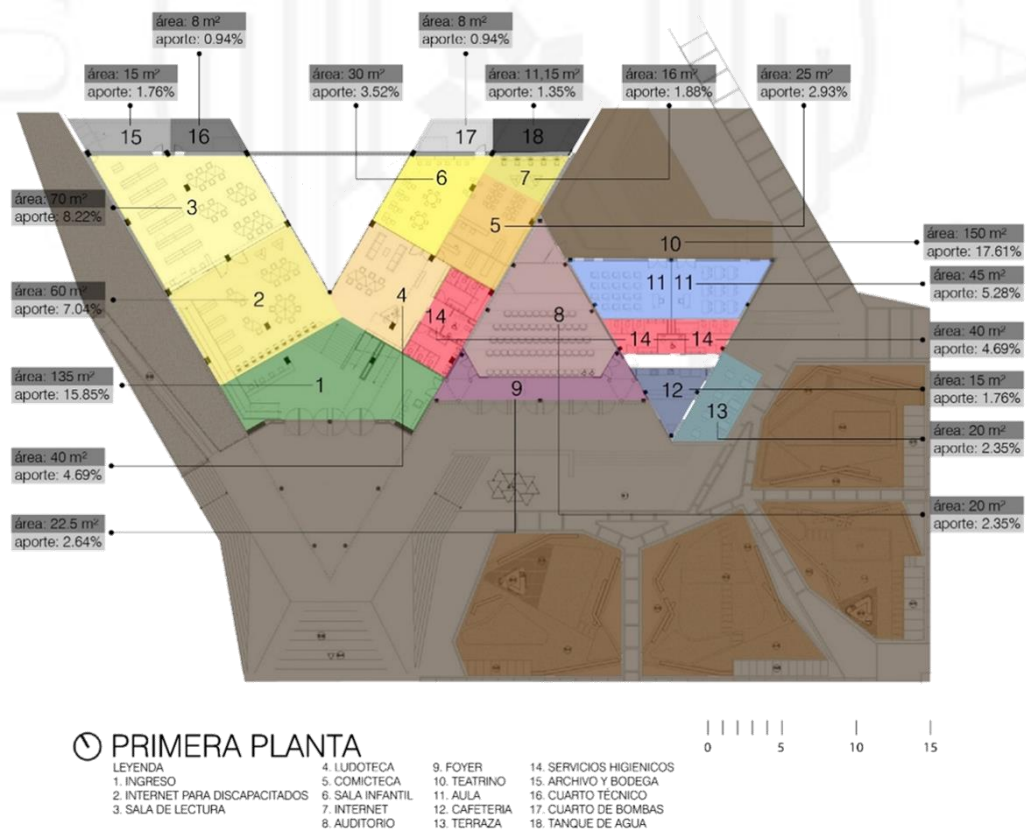 área: 8 m²
aporte: 0.94%
área: 8 m²
aporte: 0.94%
área: 15 m²
aporte: 1.76%
área: 30 m²
aporte: 3.52%
área: 11,15 m²
aporte: 1.35%
área: 16 m²
aporte: 1.88%
área: 25 m²
aporte: 2.93%
15
16
17
18
6
7
3
5
área: 70 m²
aporte: 8.22%
10
área: 150 m²
aporte: 17.61%
11
11
área: 45 m²
aporte: 5.28%
2
4
14
8
área: 60 m²
aporte: 7.04%
14
14
área: 40 m²
aporte: 4.69%
1
9
12
13
área: 135 m²
aporte: 15.85%
área: 15 m²
aporte: 1.76%
área: 20 m²
aporte: 2.35%
área: 40 m²
aporte: 4.69%
área: 20 m²
aporte: 2.35%
área: 22.5 m²
aporte: 2.64%
PRIMERA PLANTA
0 5 10 15
LEYENDA
1. INGRESO
2. INTERNET PARA DISCAPACITADOS
3. SALA DE LECTURA
4. LUDOTECA
5. COMICTECA
6. SALA INFANTIL
7. INTERNET
8. AUDITORIO
9. FOYER
10. TEATRINO
11. AULA
12. CAFETERIA
13. TERRAZA
14. SERVICIOS HIGIENICOS
15. ARCHIVO Y BODEGA
16. CUARTO TÉCNICO
17. CUARTO DE BOMBAS
18. TANQUE DE AGUA